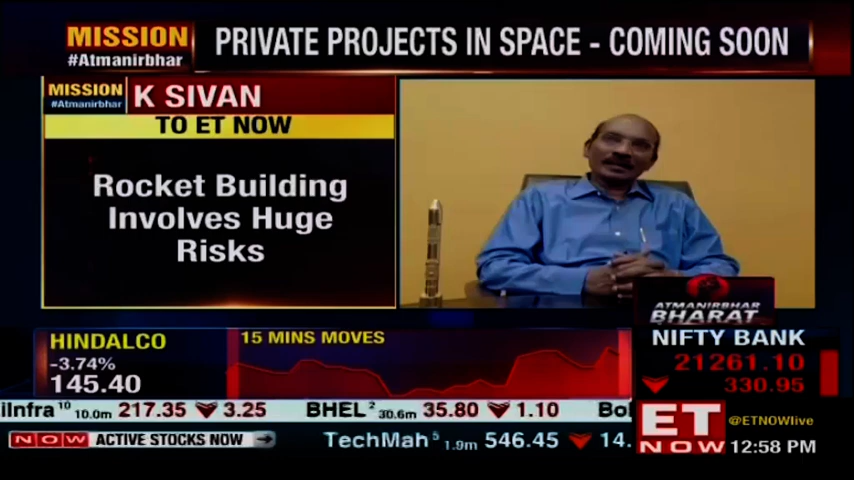 MISSION
#Atmanirbhar
PRIVATE PROJECTS IN SPACE - COMING SOON
MISSION
#Atmanirbhar
K SIVAN
TO ET NOW
Rocket Building
Involves Huge
Risks
ATMANIRBHAR
BHARAT
HINDALCO
-3.74%
145.40
15 MINS MOVES
NIFTY BANK
21261.10
330.95
iInfra 10 10.0m 217.35 3.25 BHEL 2 30.6m 35.80 1.10 Bo
NOW ACTIVE STOCKS NOW TechMah 5 1.9m 546.45 14.
ET
NOW
@ETNOWlive
12:58 PM